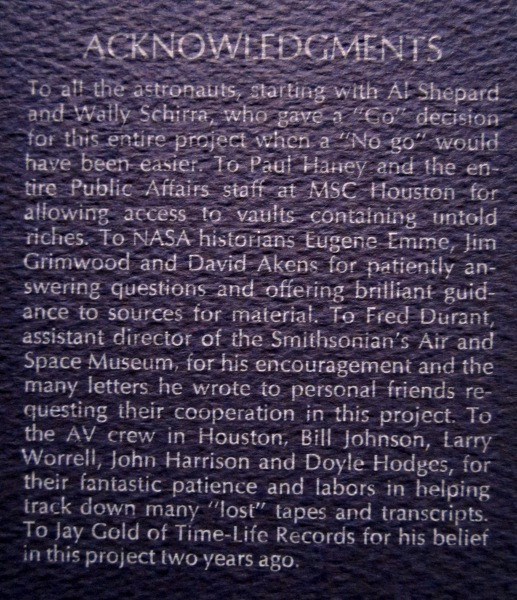 ACKNOWLEDGMENTS
To all the astronauts, starting with Al Shepard
and Wally Schirra, who gave a "Go" decision
for this entire project when a "No go" would
have been easier. To Paul Haney and the en-
tire Public Affairs staff at MSC Houston for
allowing access to vaults containing untold
riches. To NASA historians Eugene Emme, Jim
Grimwood and David Akens for patiently an-
swering questions and offering brilliant guid-
ance to sources for material. To Fred Durant,
assistant director of the Smithsonian's Air and
Space Museum, for his encouragement and the
many letters he wrote to personal friends re-
questing their cooperation in this project. To
the AV crew in Houston, Bill Johnson, Larry
Worrell, John Harrison and Doyle Hodges, for
their fantastic patience and labors in helping
track down many "lost" tapes and transcripts.
To Jay Gold of Time-Life Records for his belief
in this project two years ago.